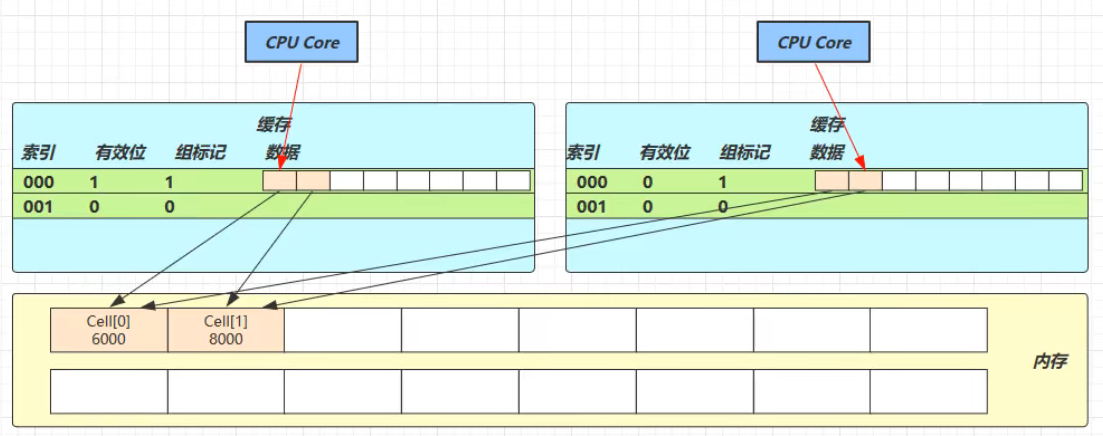 CPU Core
CPU Core
缓存
索引 有效位 组标记 数据
000 1 1
001 0 0
缓存
索引 有效位 组标记 数据
000 0 1
001 0 0
Cell[0]
6000
Cell[1]
8000
内存